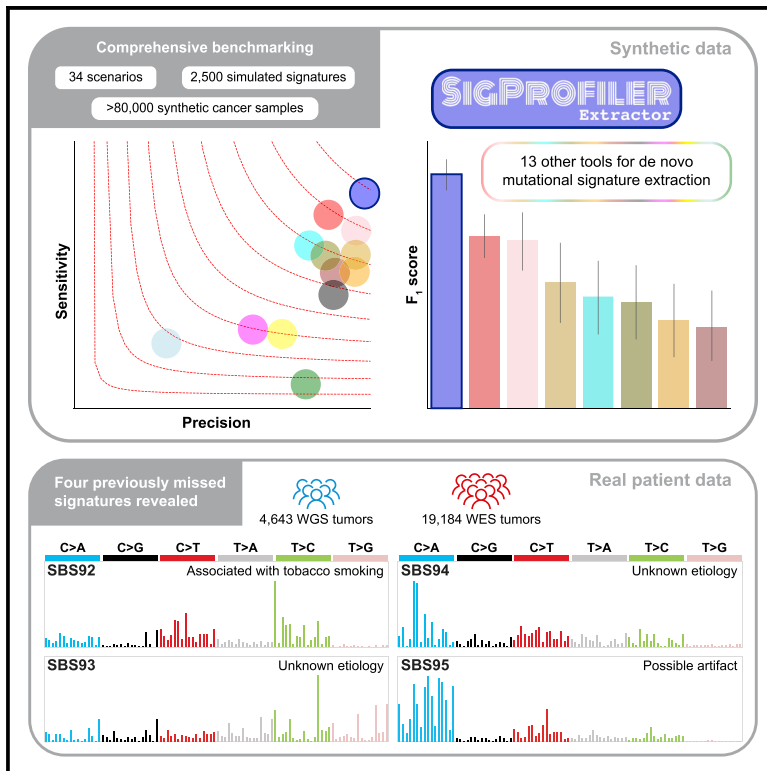 Comprehensive benchmarking
34 scenarios
2,500 simulated signatures
>80,000 synthetic cancer samples
Sensitivity
Precision
Synthetic data
SIGPROFILER
Extractor
13 other tools for de novo
mutational signature extraction
F1 score
Four previously missed
signatures revealed
4,643 WGS tumors
19,184 WES tumors
Real patient data
C>A C>G C>T T>A T>C T>G
SBS92 Associated with tobacco smoking
SBS93 Unknown etiology
C>A C>G C>T T>A T>C T>G
SBS94 Unknown etiology
SBS95 Possible artifact